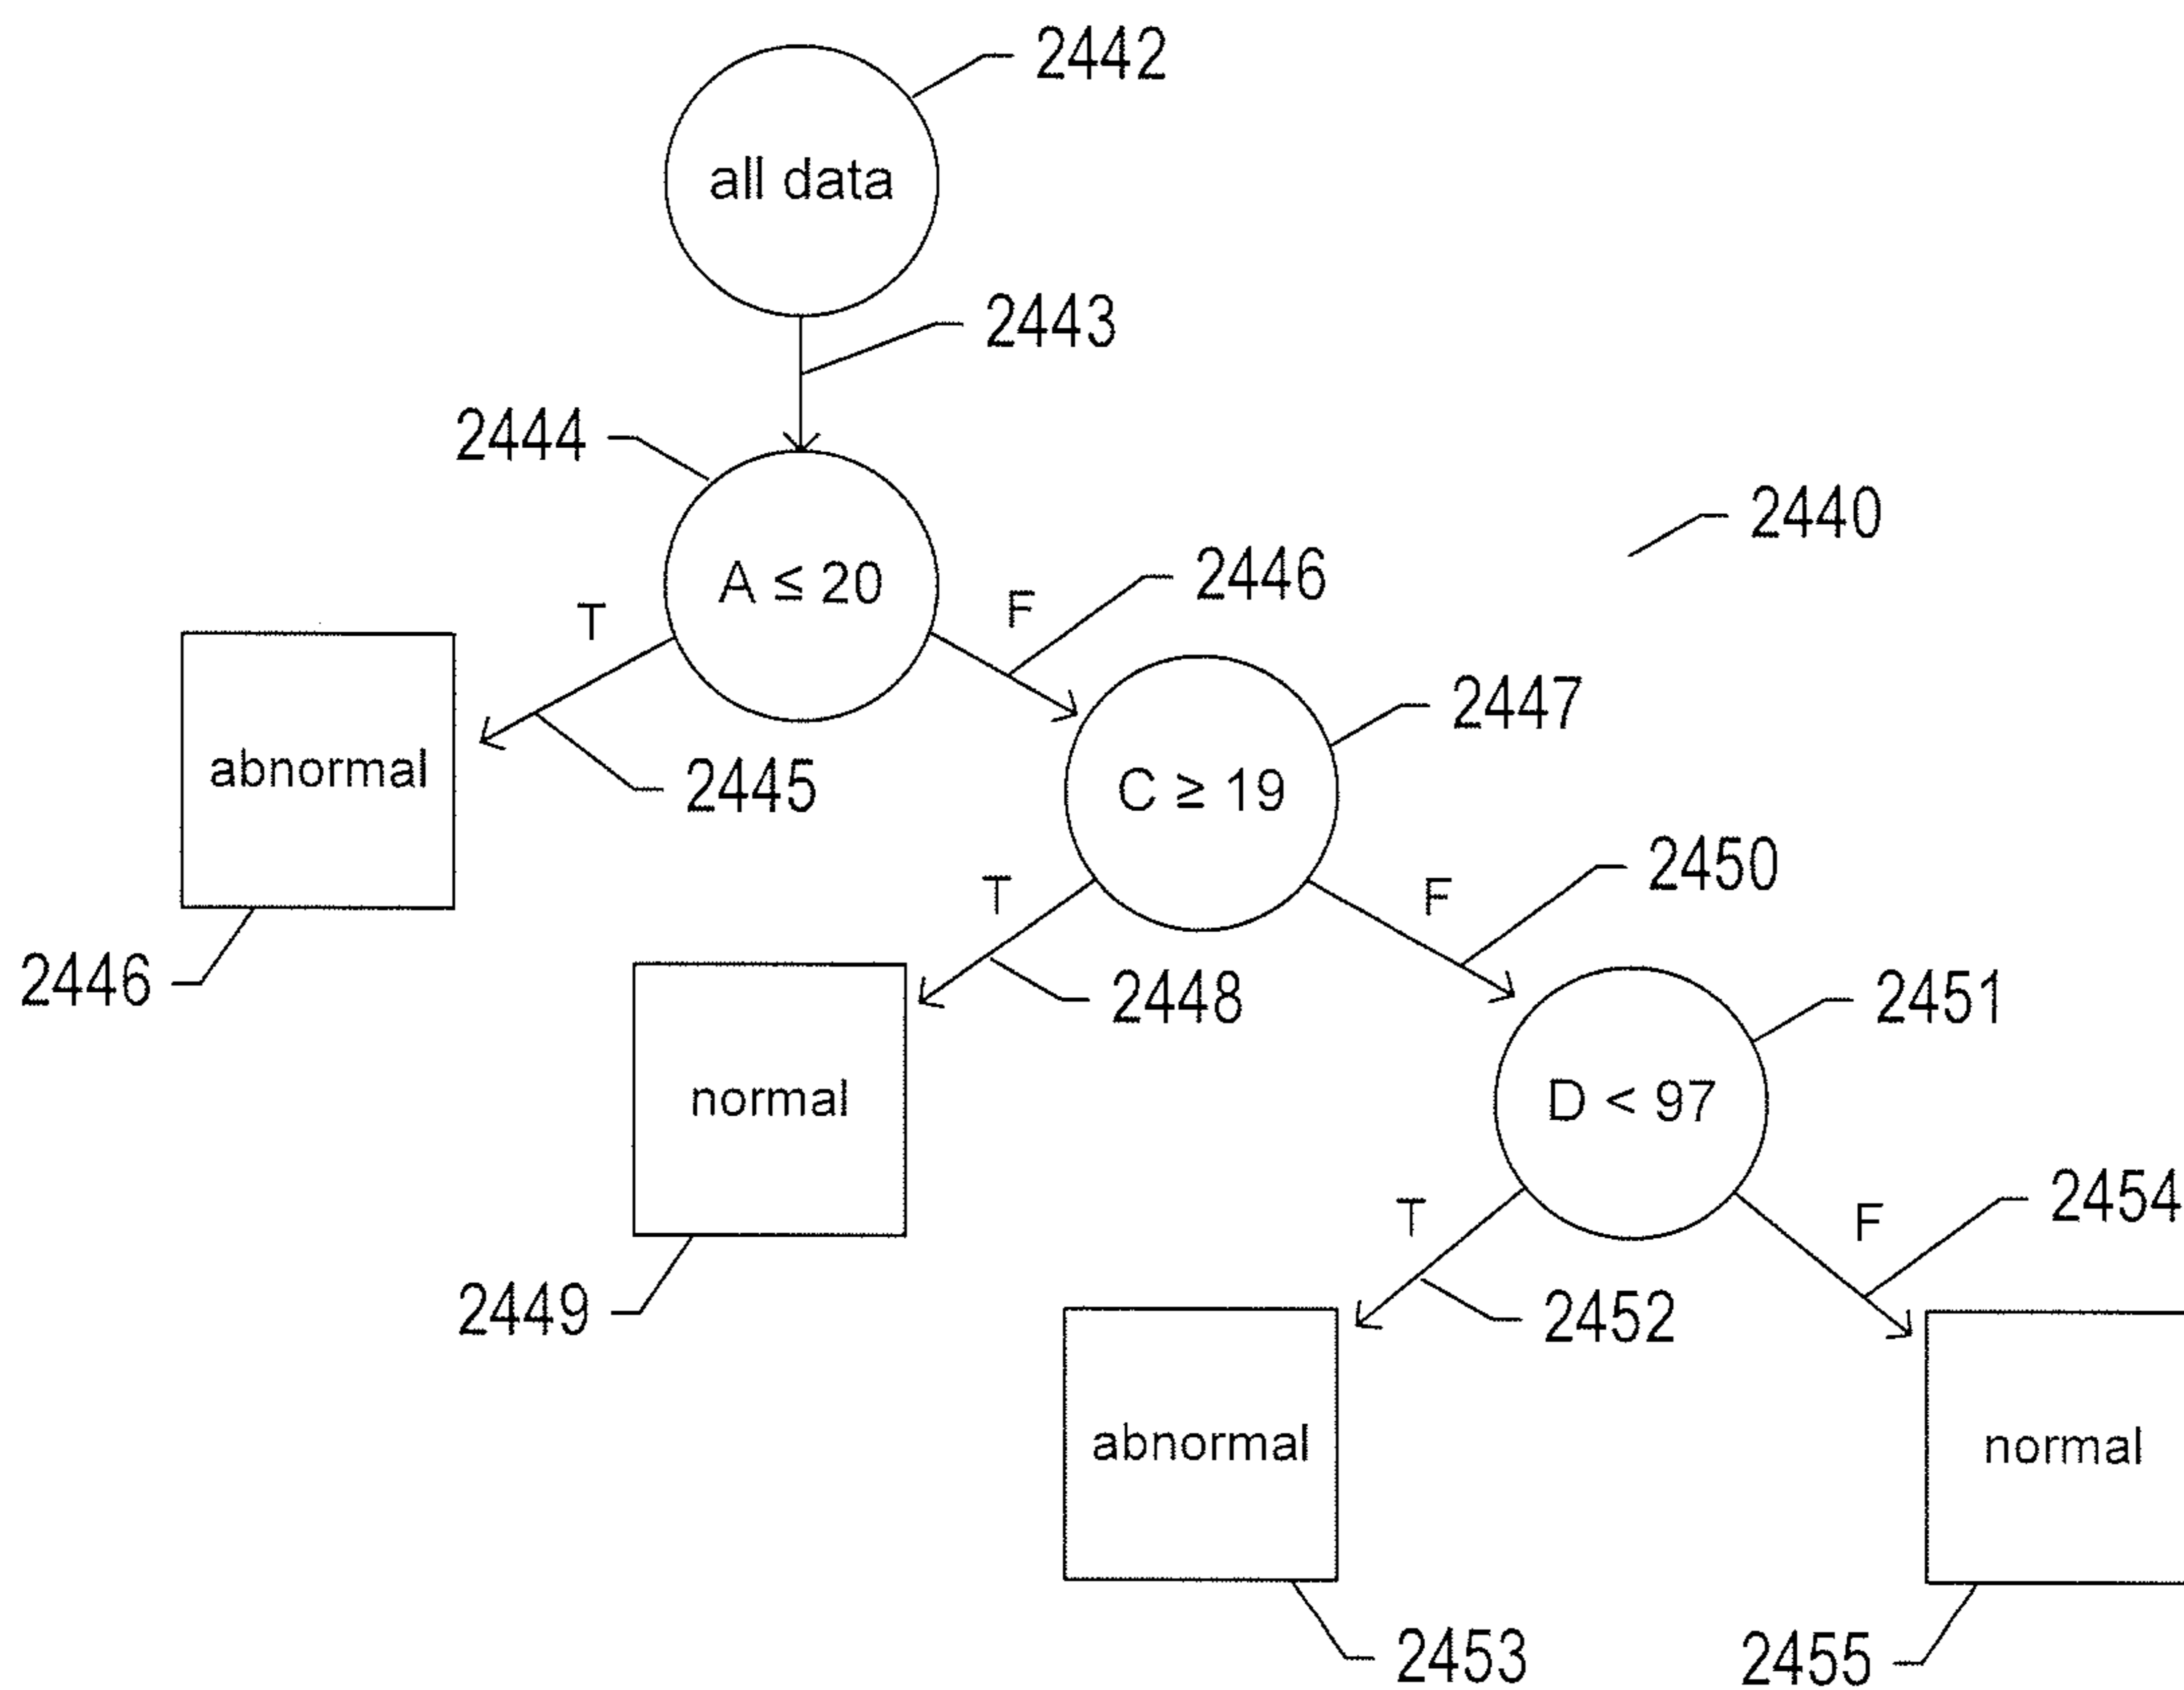 2442
all data
2443
2444
2440
A ≤ 20
2446
T
F
2447
abnormal
2445
C ≥ 19
2450
T
F
2446
2448
2451
normal
D < 97
2454
T
F
2449
2452
abnormal
normal
2453
2455